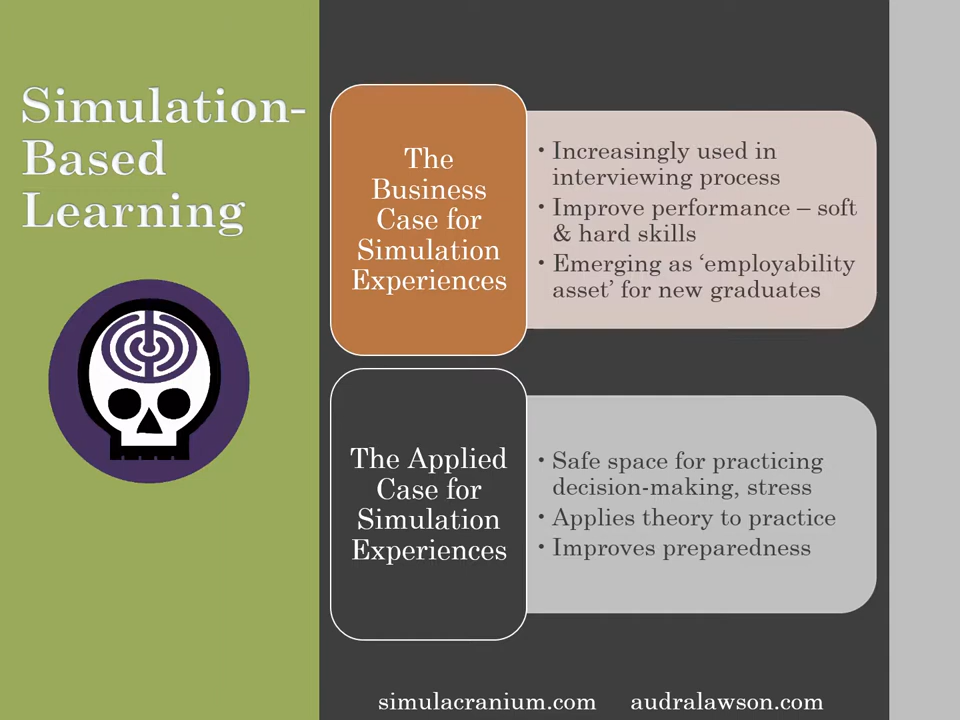 Simulation-
Based
Learning
The
Business
Case for
Simulation
Experiences
• Increasingly used in
interviewing process
• Improve performance – soft
& hard skills
• Emerging as ‘employability
asset’ for new graduates
The Applied
Case for
Simulation
Experiences
• Safe space for practicing
decision-making, stress
• Applies theory to practice
• Improves preparedness
simulacranium.com audralawson.com